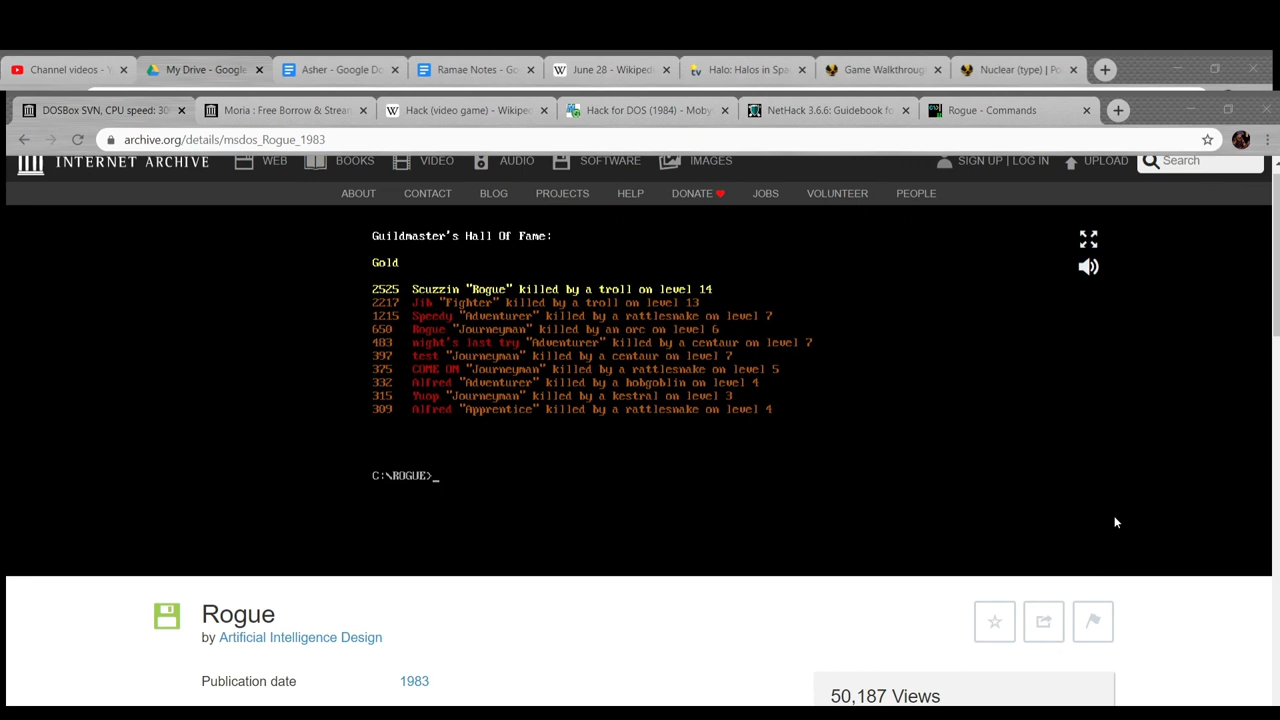 Channel videos - Y
My Drive - Google
Asher - Google Do
Ramae Notes - Go
June 28 - Wikiped
Halo: Halos in Spa
Game Walkthroug
Nuclear (type) | Po
DOSBox SVN, CPU speed: 30
Moria : Free Borrow & Stream
Hack (video game) - Wikiped
Hack for DOS (1984) - Moby
NetHack 3.6.6: Guidebook fo
Rogue - Commands
archive.org/details/msdos_Rogue_1983
INTERNET ARCHIVE
WEB BOOKS VIDEO AUDIO SOFTWARE IMAGES SIGN UP | LOG IN UPLOAD Search
ABOUT CONTACT BLOG PROJECTS HELP DONATE JOBS VOLUNTEER PEOPLE
Guildmaster's Hall Of Fame:
Gold
2525 Scuzzin "Rogue" killed by a troll on level 14
2217 Jib "Fighter" killed by a troll on level 13
1215 Speedy "Adventurer" killed by a rattlesnake on level 7
650 Rogue "Journeyman" killed by an orc on level 6
483 night's last try "Adventurer" killed by a centaur on level 7
397 test "Journeyman" killed by a centaur on level 7
375 COME ON "Journeyman" killed by a rattlesnake on level 5
332 Alfred "Adventurer" killed by a hobgoblin on level 4
315 Yuop "Journeyman" killed by a kestral on level 3
309 Alfred "Apprentice" killed by a rattlesnake on level 4
C:\ROGUE>_
Rogue
by Artificial Intelligence Design
Publication date 1983
50,187 Views